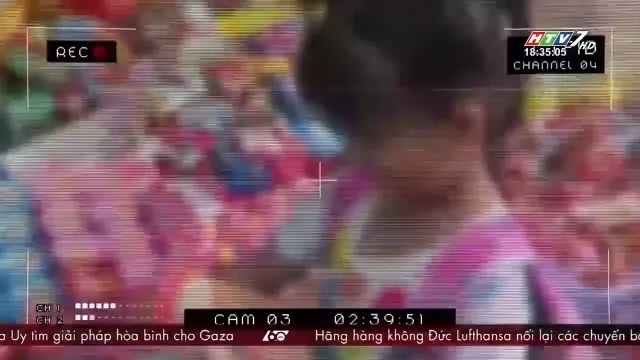 REC
HTV7 HD
18:35:05
CHANNEL 04
CH 1
CH 2
CAM 03 02:39:51
a Uy tìm giải pháp hòa bình cho Gaza 60 Hãng hàng không Đức Lufthansa nối lại các chuyến b